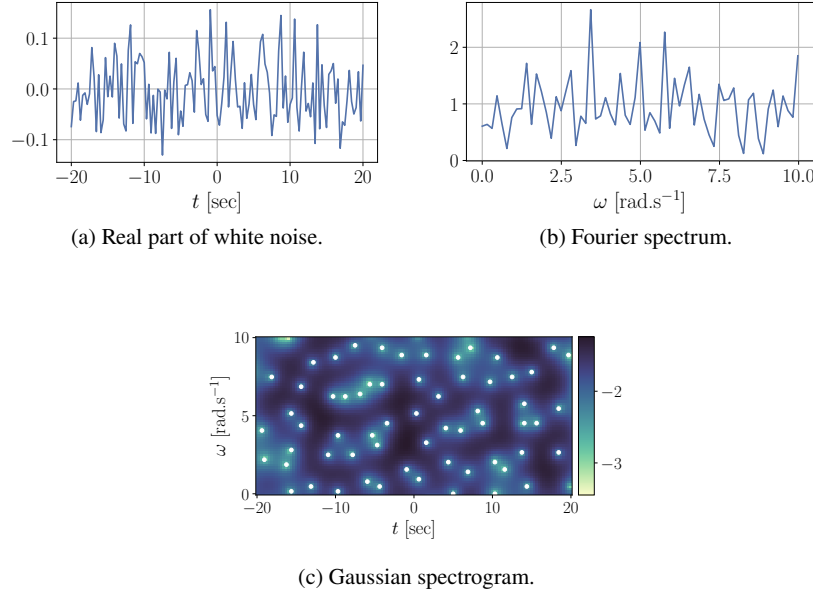 0.1
0.0
−0.1
−20 −10 0 10 20
t [sec]
(a) Real part of white noise.
2
1
0
0.0 2.5 5.0 7.5 10.0
ω [rad.s⁻¹]
(b) Fourier spectrum.
10
5
0
ω [rad.s⁻¹]
−20 −10 0 10 20
t [sec]
−2
−3
(c) Gaussian spectrogram.